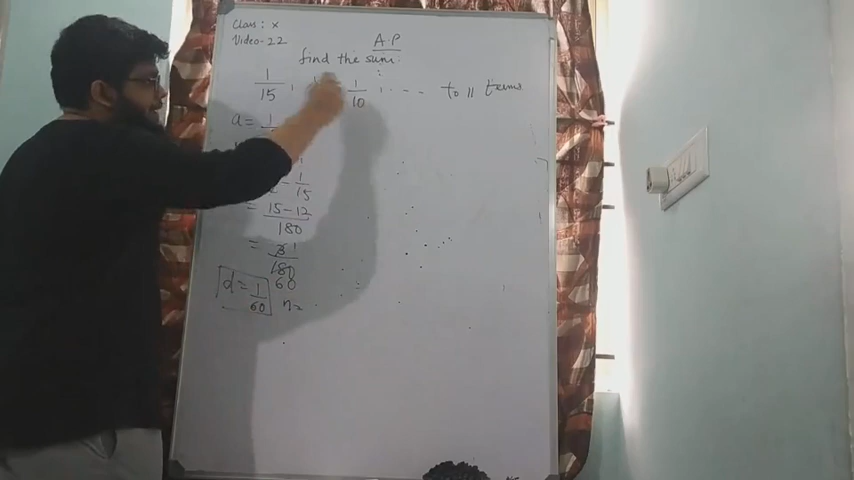 Class: x
Video-22
A.P
find the sum:
1/15, 1/10, ... to 11 terms
a = 1
- 1/15
= 15-12/180
= 3 1/180 60
d = 1/60 n=